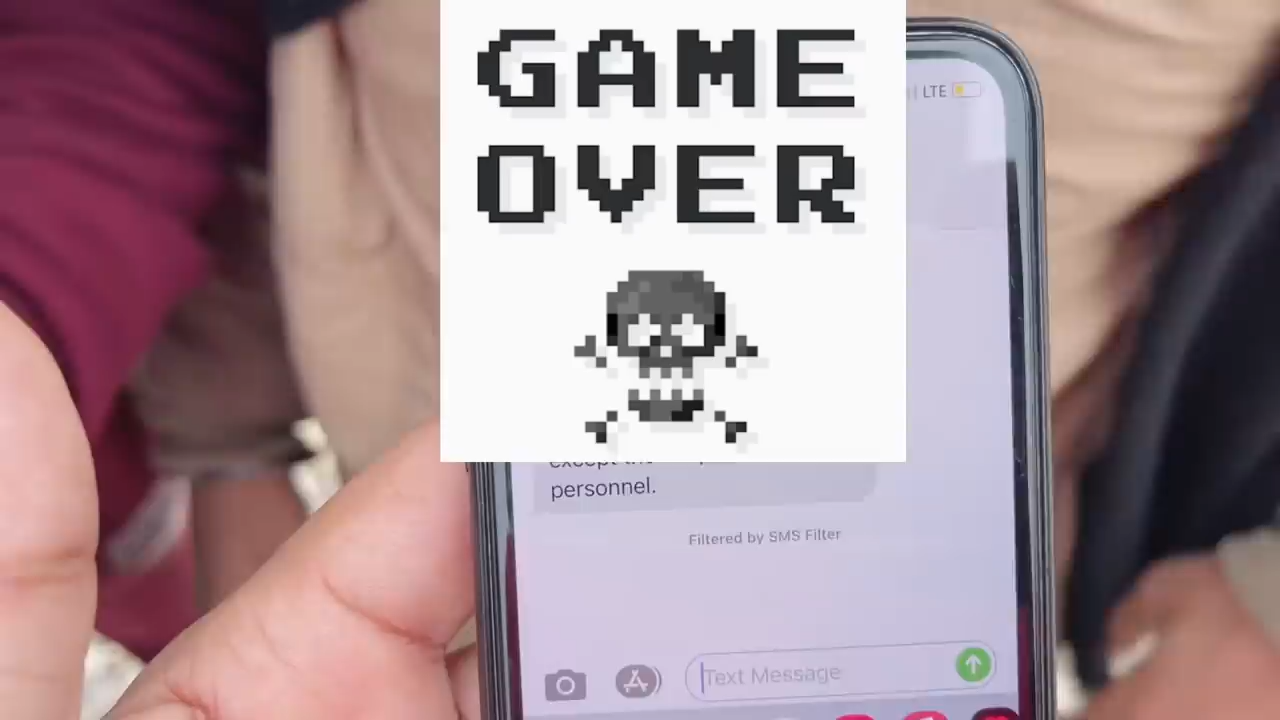 GAME
OVER
LTE
personnel.
Filtered by SMS Filter
Text Message